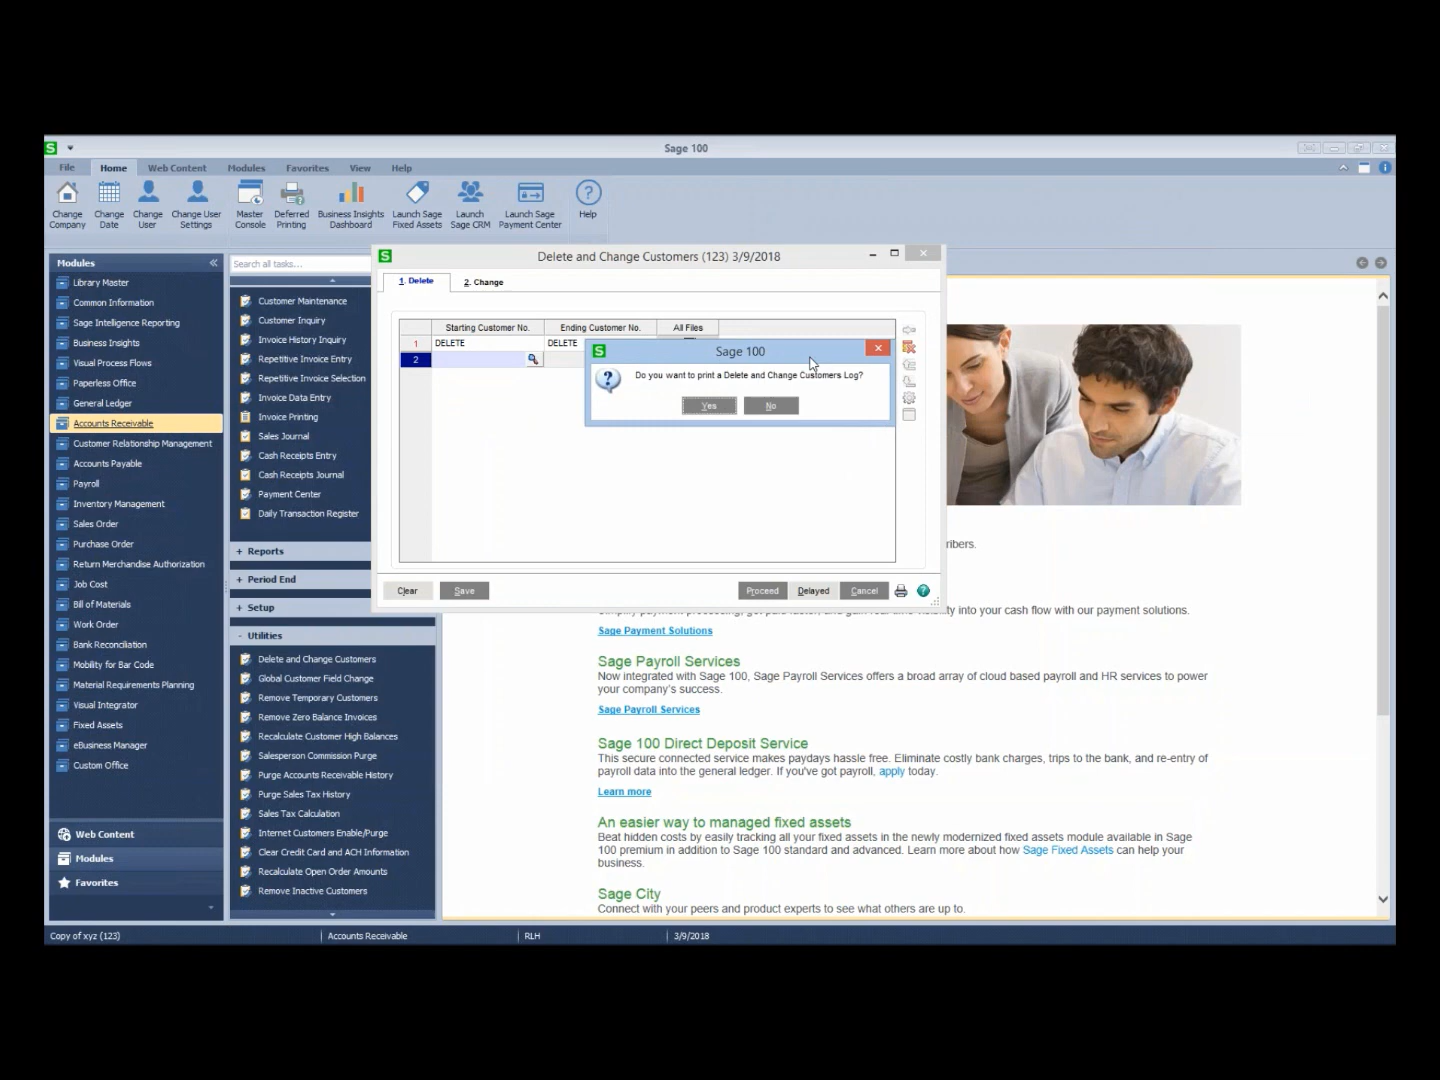 Sage 100
File Home Web Content Modules Favorites View Help
Change Company
Change Date
Change User
Change User Settings
Master Console
Deferred Printing
Business Insights Dashboard
Launch Sage Fixed Assets
Launch Sage CRM
Launch Sage Payment Center
Help
Modules
Library Master
Common Information
Sage Intelligence Reporting
Business Insights
Visual Process Flows
Paperless Office
General Ledger
Accounts Receivable
Customer Relationship Management
Accounts Payable
Payroll
Inventory Management
Sales Order
Purchase Order
Return Merchandise Authorization
Job Cost
Bill of Materials
Work Order
Bank Reconciliation
Mobility for Bar Code
Material Requirements Planning
Visual Integrator
Fixed Assets
eBusiness Manager
Custom Office
Web Content
Modules
Favorites
Search all tasks...
Customer Maintenance
Customer Inquiry
Invoice History Inquiry
Repetitive Invoice Entry
Repetitive Invoice Selection
Invoice Data Entry
Invoice Printing
Sales Journal
Cash Receipts Entry
Cash Receipts Journal
Payment Center
Daily Transaction Register
+ Reports
+ Period End
+ Setup
- Utilities
Delete and Change Customers
Global Customer Field Change
Remove Temporary Customers
Remove Zero Balance Invoices
Recalculate Customer High Balances
Salesperson Commission Purge
Purge Accounts Receivable History
Purge Sales Tax History
Sales Tax Calculation
Internet Customers Enable/Purge
Clear Credit Card and ACH Information
Recalculate Open Order Amounts
Remove Inactive Customers
Delete and Change Customers (123) 3/9/2018
1. Delete 2. Change
Starting Customer No. Ending Customer No. All Files
1 DELETE DELETE
2
Sage 100
Do you want to print a Delete and Change Customers Log?
Yes No
Clear Save Proceed Delayed Cancel
ribers.
ty into your cash flow with our payment solutions.
Sage Payment Solutions
Sage Payroll Services
Now integrated with Sage 100, Sage Payroll Services offers a broad array of cloud based payroll and HR services to power
your company's success.
Sage Payroll Services
Sage 100 Direct Deposit Service
This secure connected service makes paydays hassle free. Eliminate costly bank charges, trips to the bank, and re-entry of
payroll data into the general ledger. If you've got payroll, apply today.
Learn more
An easier way to managed fixed assets
Beat hidden costs by easily tracking all your fixed assets in the newly modernized fixed assets module available in Sage
100 premium in addition to Sage 100 standard and advanced. Learn more about how Sage Fixed Assets can help your
business.
Sage City
Connect with your peers and product experts to see what others are up to.
Copy of xyz (123) Accounts Receivable RLH 3/9/2018